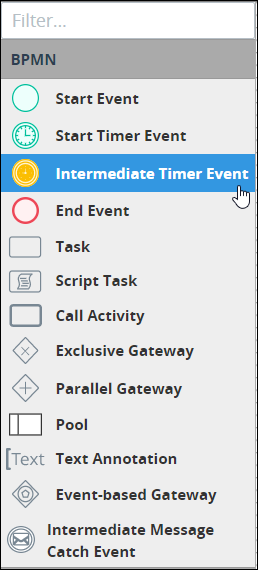 Filter...
BPMN
Start Event
Start Timer Event
Intermediate Timer Event
End Event
Task
Script Task
Call Activity
Exclusive Gateway
Parallel Gateway
Pool
[Text Text Annotation
Event-based Gateway
Intermediate Message
Catch Event